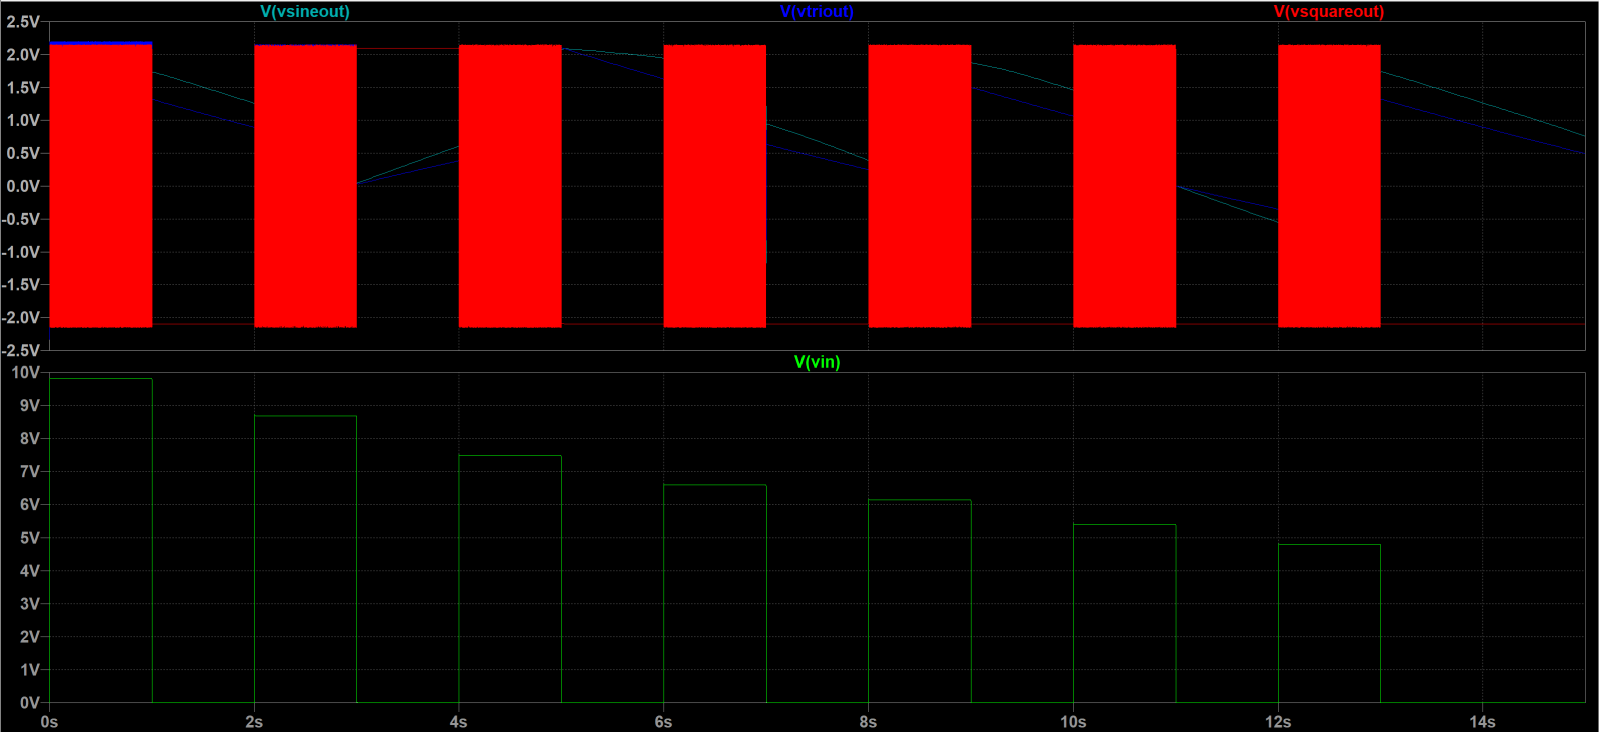 V(vsineout) V(vtriout) V(vsquareout)
2.5V
2.0V
1.5V
1.0V
0.5V
0.0V
-0.5V
-1.0V
-1.5V
-2.0V
-2.5V
V(vin)
10V
9V
8V
7V
6V
5V
4V
3V
2V
1V
0V
0s 2s 4s 6s 8s 10s 12s 14s